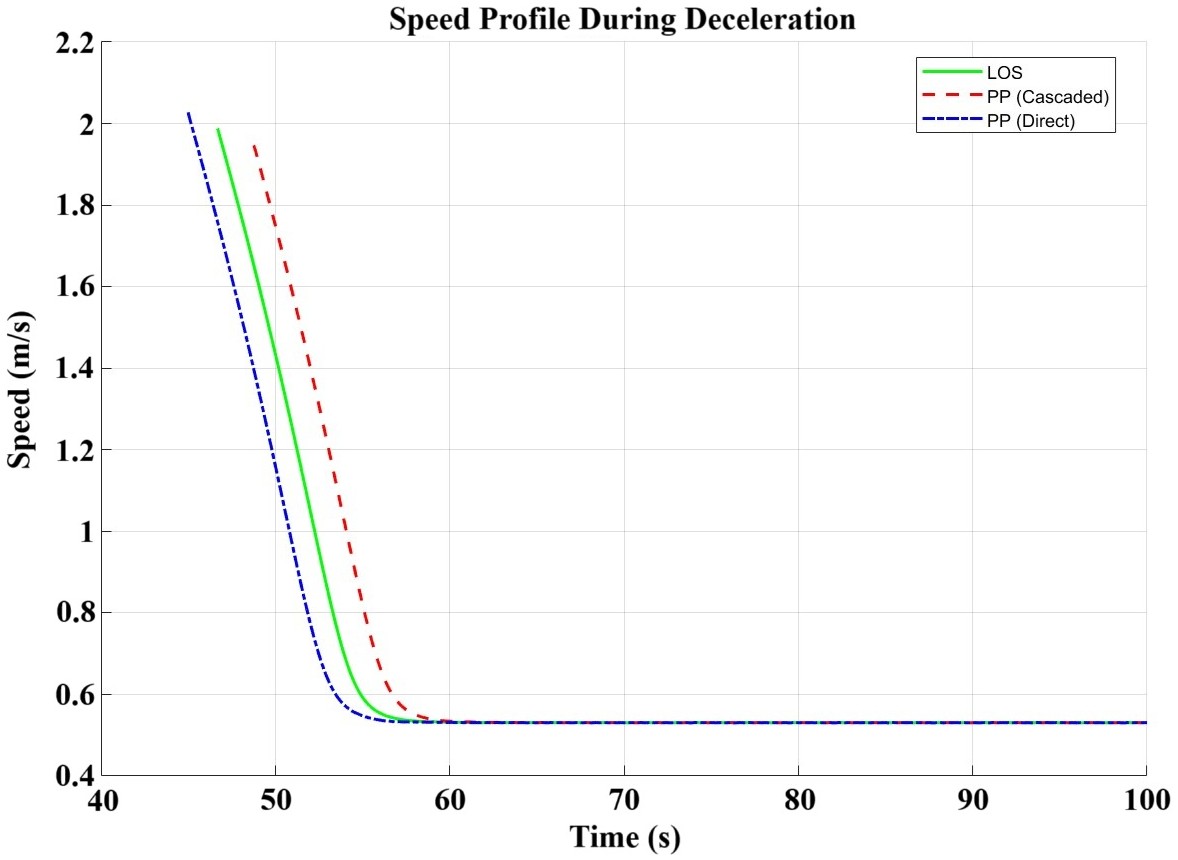 Speed Profile During Deceleration
LOS
PP (Cascaded)
PP (Direct)
Speed (m/s)
2.2
2
1.8
1.6
1.4
1.2
1
0.8
0.6
0.4
40 50 60 70 80 90 100
Time (s)